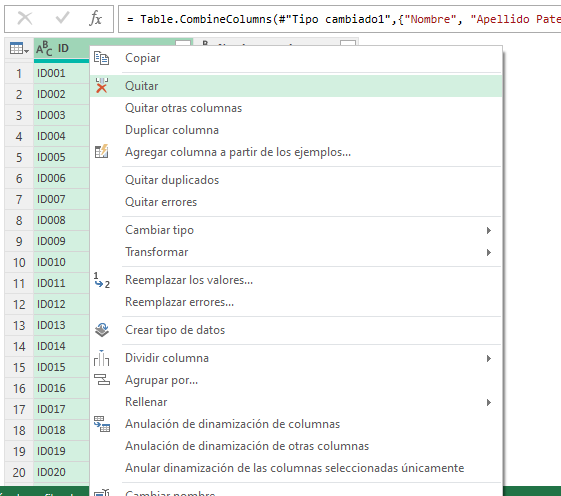 fx = Table.CombineColumns(#"Tipo cambiado1",{"Nombre", "Apellido Pate
ABC ID
1 ID001
2 ID002
3 ID003
4 ID004
5 ID005
6 ID006
7 ID007
8 ID008
9 ID009
10 ID010
11 ID011
12 ID012
13 ID013
14 ID014
15 ID015
16 ID016
17 ID017
18 ID018
19 ID019
20 ID020
Copiar
Quitar
Quitar otras columnas
Duplicar columna
Agregar columna a partir de los ejemplos...
Quitar duplicados
Quitar errores
Cambiar tipo
Transformar
1 2 Reemplazar los valores...
Reemplazar errores...
Crear tipo de datos
Dividir columna
Agrupar por...
Rellenar
Anulación de dinamización de columnas
Anulación de dinamización de otras columnas
Anular dinamización de las columnas seleccionadas únicamente
Cambiar nombre